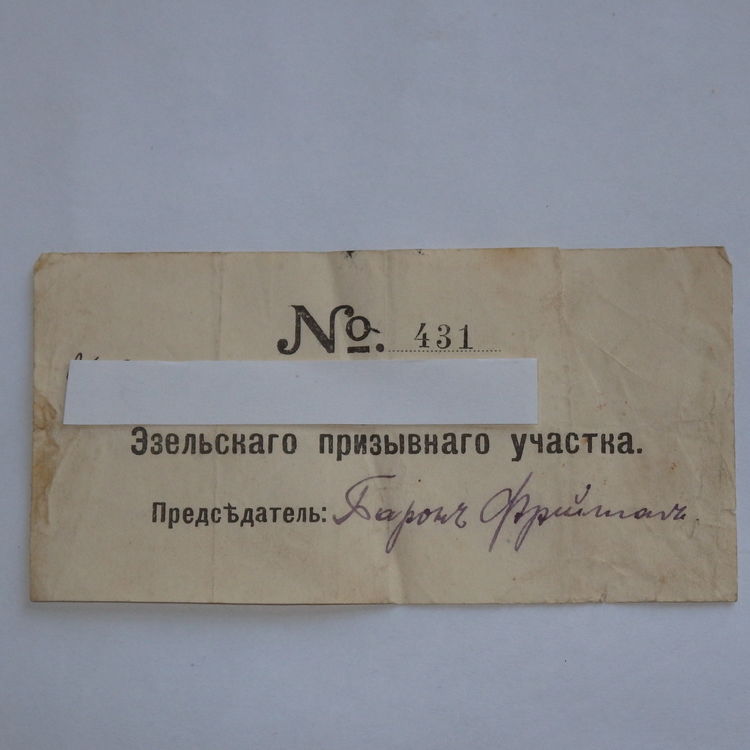 No. 431
Эзельскаго призывнаго участка.
Предсѣдатель: Баронъ